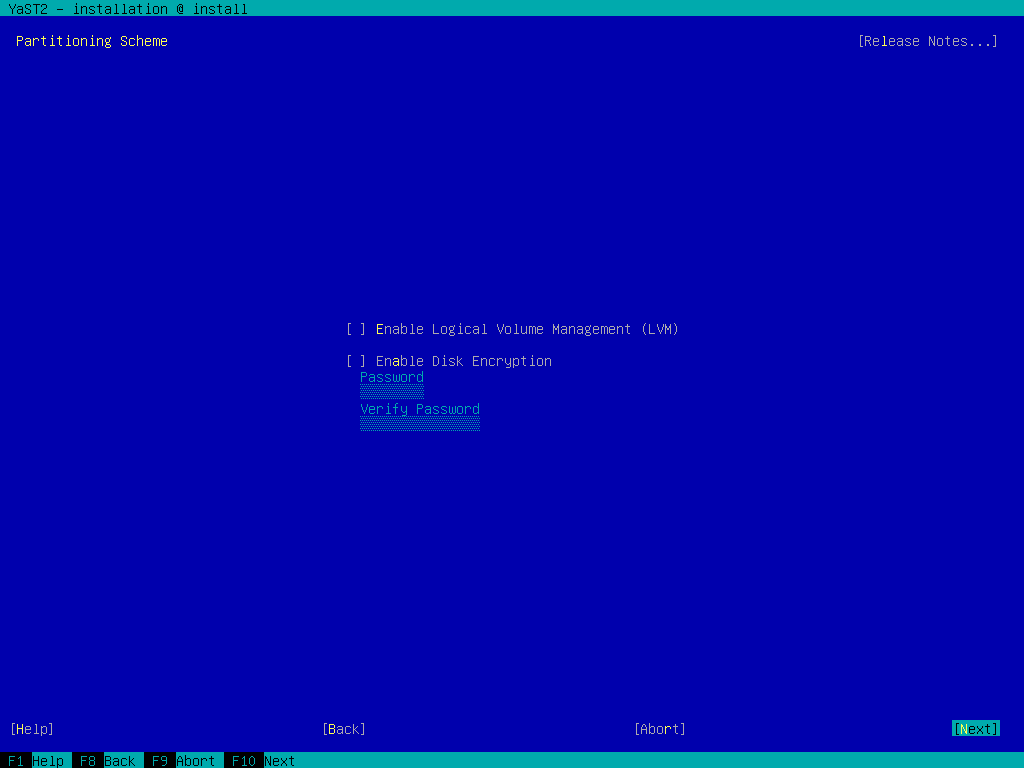 YaST2 - installation @ install
Partitioning Scheme [Release Notes...]
[ ] Enable Logical Volume Management (LVM)
[ ] Enable Disk Encryption
Password
Verify Password
[Help] [Back] [Abort] [Next]
F1 Help F8 Back F9 Abort F10 Next